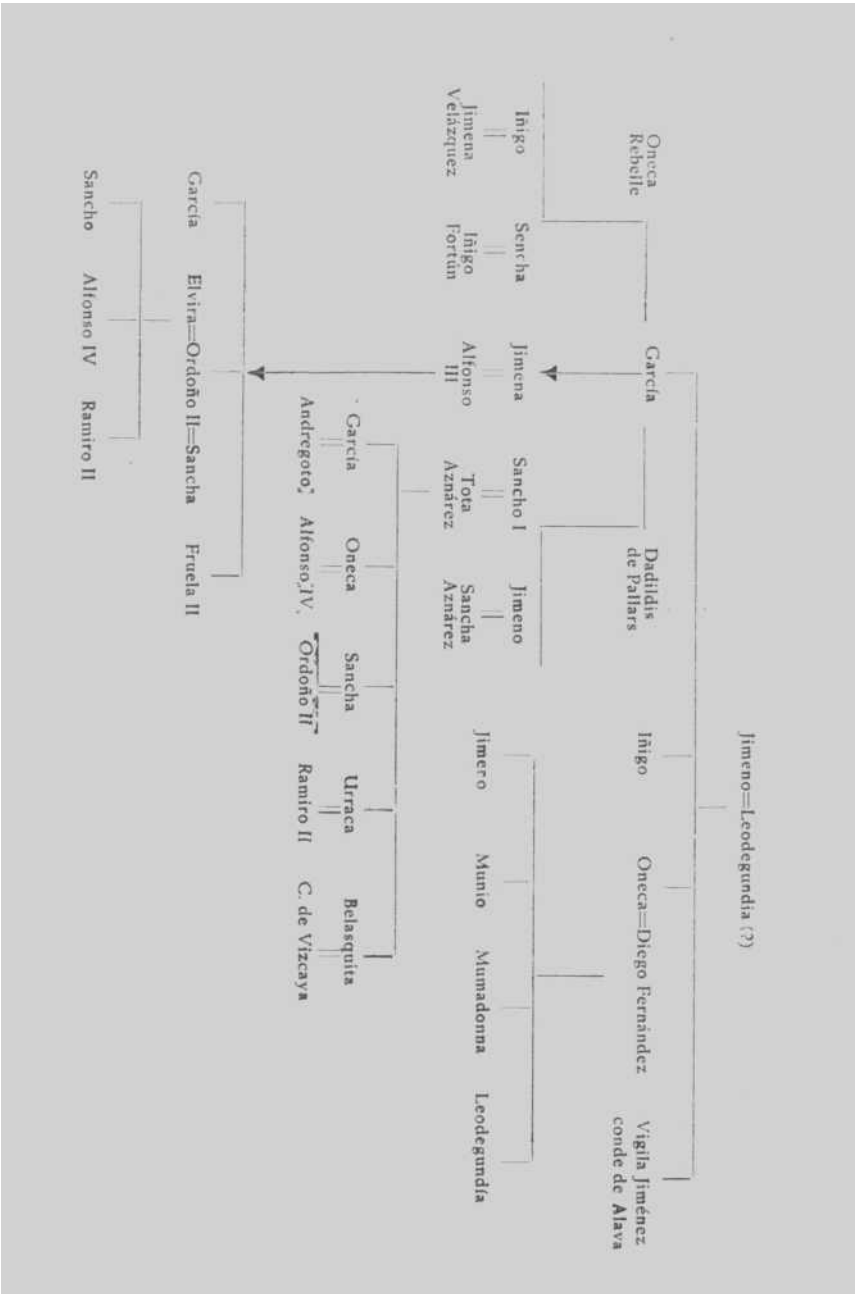 Jimeno=Leodegundia (?)
Oneca
Rebelle
García
Dadildis
de Pallars
Iñigo
Oneca=Diego Fernández
Vigila Jiménez
conde de Alava
Iñigo
Jimena
Velázquez
Sencha
Iñigo
Fortún
Jimena
Alfonso
III
Sancho I
Tota
Aznárez
Jimeno
Sancha
Aznárez
Jimero
Munio
Mumadonna
Leodegundía
García
Andregoto
Oneca
Alfonso IV
Sancha
Ordoño II
Urraca
Ramiro II
Belasquita
C. de Vizcaya
García
Elvira=Ordoño II=Sancha
Fruela II
Sancho
Alfonso IV
Ramiro II